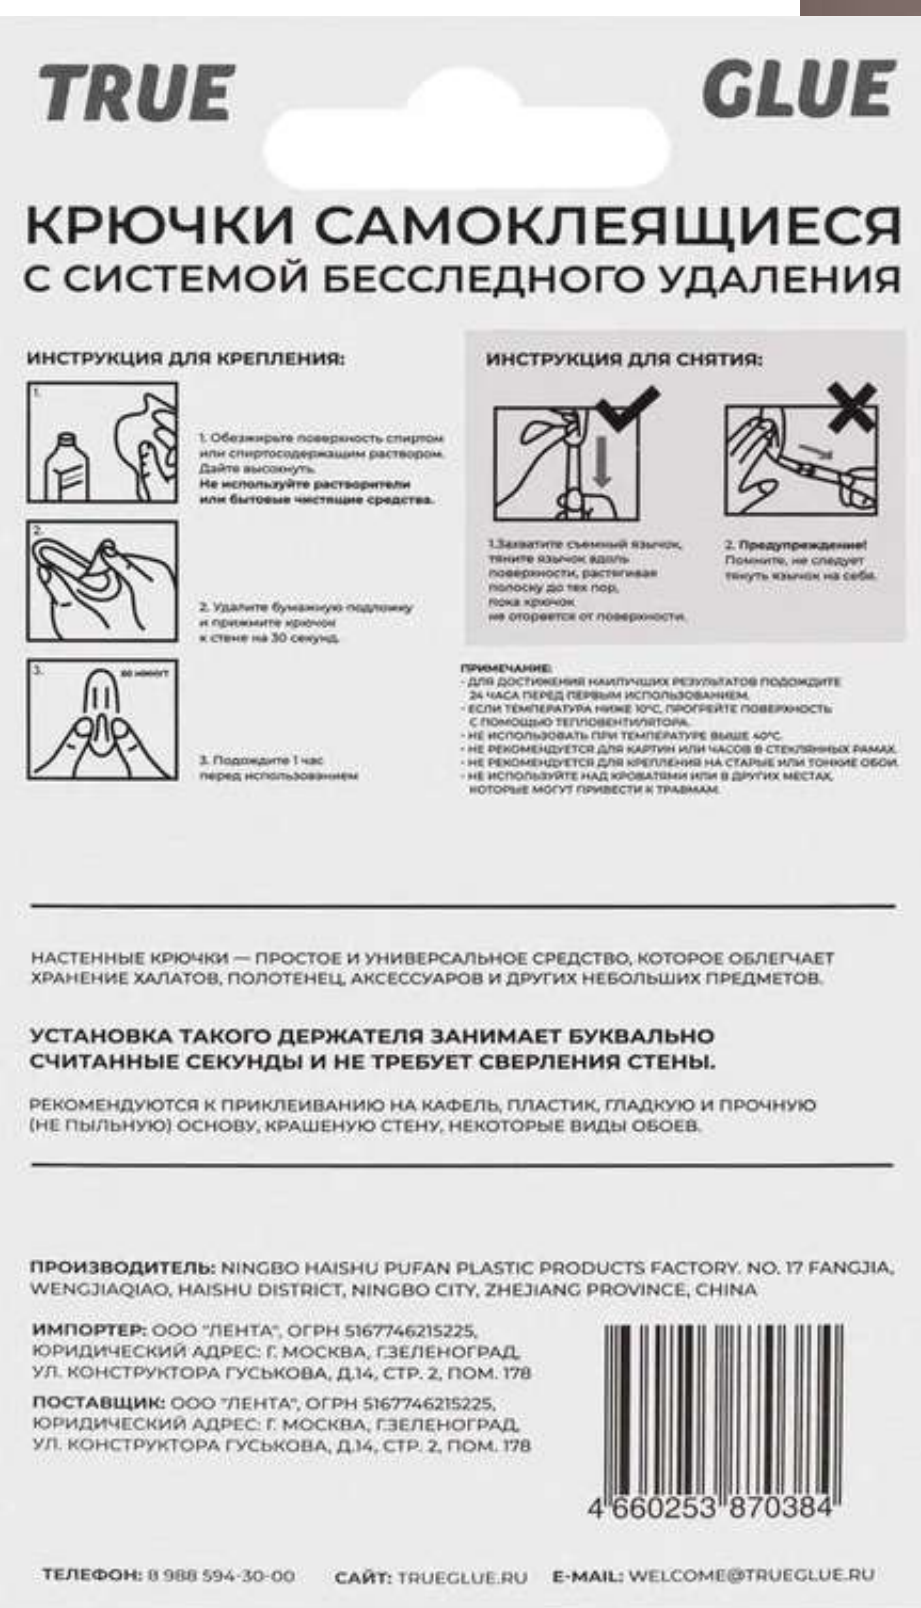 TRUE GLUE
КРЮЧКИ САМОКЛЕЯЩИЕСЯ
С СИСТЕМОЙ БЕССЛЕДНОГО УДАЛЕНИЯ
ИНСТРУКЦИЯ ДЛЯ КРЕПЛЕНИЯ:
1.
1. Обезжирьте поверхность спиртом
или спиртосодержащим раствором.
Дайте высохнуть.
Не используйте растворители
или бытовые чистящие средства.
2.
2. Удалите бумажную подложку
и прижмите крючок
к стене на 30 секунд.
3.
60 минут
3. Подождите 1 час
перед использованием
ИНСТРУКЦИЯ ДЛЯ СНЯТИЯ:
1.Захватите съемный язычок,
тяните язычок вдоль
поверхности, растягивая
полоску до тех пор,
пока крючок
не оторвется от поверхности.
2. Предупреждение!
Помните, не следует
тянуть язычок на себя.
ПРИМЕЧАНИЕ:
- ДЛЯ ДОСТИЖЕНИЯ НАИЛУЧШИХ РЕЗУЛЬТАТОВ ПОДОЖДИТЕ
24 ЧАСА ПЕРЕД ПЕРВЫМ ИСПОЛЬЗОВАНИЕМ.
- ЕСЛИ ТЕМПЕРАТУРА НИЖЕ 10°С, ПРОГРЕЙТЕ ПОВЕРХНОСТЬ
С ПОМОЩЬЮ ТЕПЛОВЕНТИЛЯТОРА.
- НЕ ИСПОЛЬЗОВАТЬ ПРИ ТЕМПЕРАТУРЕ ВЫШЕ 40°С.
- НЕ РЕКОМЕНДУЕТСЯ ДЛЯ КАРТИН ИЛИ ЧАСОВ В СТЕКЛЯННЫХ РАМАХ.
- НЕ РЕКОМЕНДУЕТСЯ ДЛЯ КРЕПЛЕНИЯ НА СТАРЫЕ ИЛИ ТОНКИЕ ОБОИ.
- НЕ ИСПОЛЬЗУЙТЕ НАД КРОВАТЯМИ ИЛИ В ДРУГИХ МЕСТАХ,
КОТОРЫЕ МОГУТ ПРИВЕСТИ К ТРАВМАМ.
НАСТЕННЫЕ КРЮЧКИ — ПРОСТОЕ И УНИВЕРСАЛЬНОЕ СРЕДСТВО, КОТОРОЕ ОБЛЕГЧАЕТ
ХРАНЕНИЕ ХАЛАТОВ, ПОЛОТЕНЕЦ, АКСЕССУАРОВ И ДРУГИХ НЕБОЛЬШИХ ПРЕДМЕТОВ.
УСТАНОВКА ТАКОГО ДЕРЖАТЕЛЯ ЗАНИМАЕТ БУКВАЛЬНО
СЧИТАННЫЕ СЕКУНДЫ И НЕ ТРЕБУЕТ СВЕРЛЕНИЯ СТЕНЫ.
РЕКОМЕНДУЮТСЯ К ПРИКЛЕИВАНИЮ НА КАФЕЛЬ, ПЛАСТИК, ГЛАДКУЮ И ПРОЧНУЮ
(НЕ ПЫЛЬНУЮ) ОСНОВУ, КРАШЕНУЮ СТЕНУ, НЕКОТОРЫЕ ВИДЫ ОБОЕВ.
ПРОИЗВОДИТЕЛЬ: NINGBO HAISHU PUFAN PLASTIC PRODUCTS FACTORY. NO. 17 FANGJIA,
WENGJIAQIAO, HAISHU DISTRICT, NINGBO CITY, ZHEJIANG PROVINCE, CHINA
ИМПОРТЕР: ООО "ЛЕНТА", ОГРН 5167746215225,
ЮРИДИЧЕСКИЙ АДРЕС: Г. МОСКВА, Г.ЗЕЛЕНОГРАД,
УЛ. КОНСТРУКТОРА ГУСЬКОВА, Д.14, СТР. 2, ПОМ. 178
ПОСТАВЩИК: ООО "ЛЕНТА", ОГРН 5167746215225,
ЮРИДИЧЕСКИЙ АДРЕС: Г. МОСКВА, Г.ЗЕЛЕНОГРАД,
УЛ. КОНСТРУКТОРА ГУСЬКОВА, Д.14, СТР. 2, ПОМ. 178
4 660253 870384
ТЕЛЕФОН: 8 988 594-30-00 САЙТ: TRUEGLUE.RU E-MAIL: WELCOME@TRUEGLUE.RU